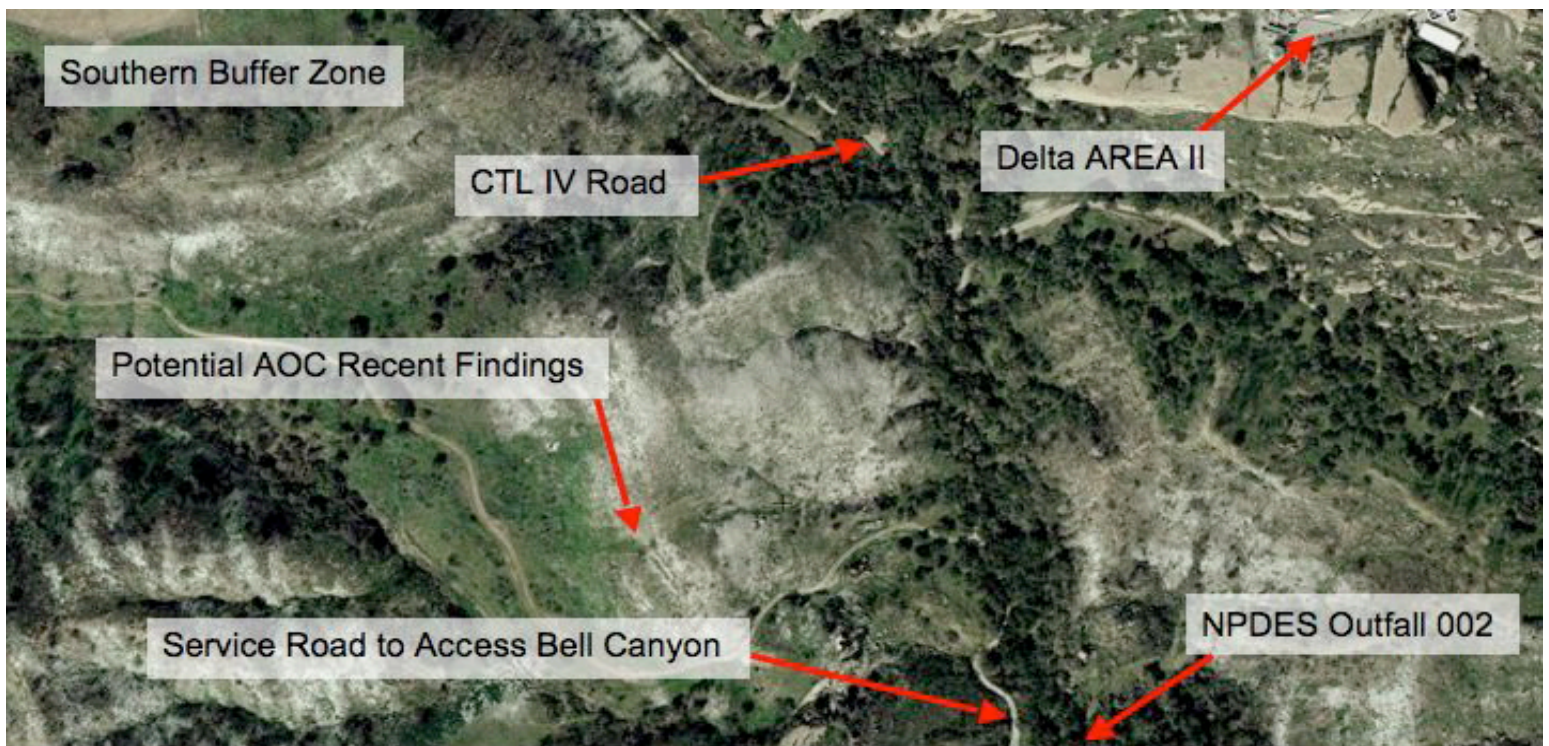 Southern Buffer Zone
CTL IV Road
Delta AREA II
Potential AOC Recent Findings
Service Road to Access Bell Canyon
NPDES Outfall 002